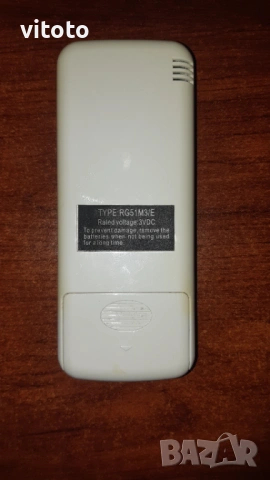 vitoto
TYPE RG51M3/E
Rated voltage: 3VDC
To prevent damage, remove the
batteries when not being used
for a long time.
BAZAR
bg